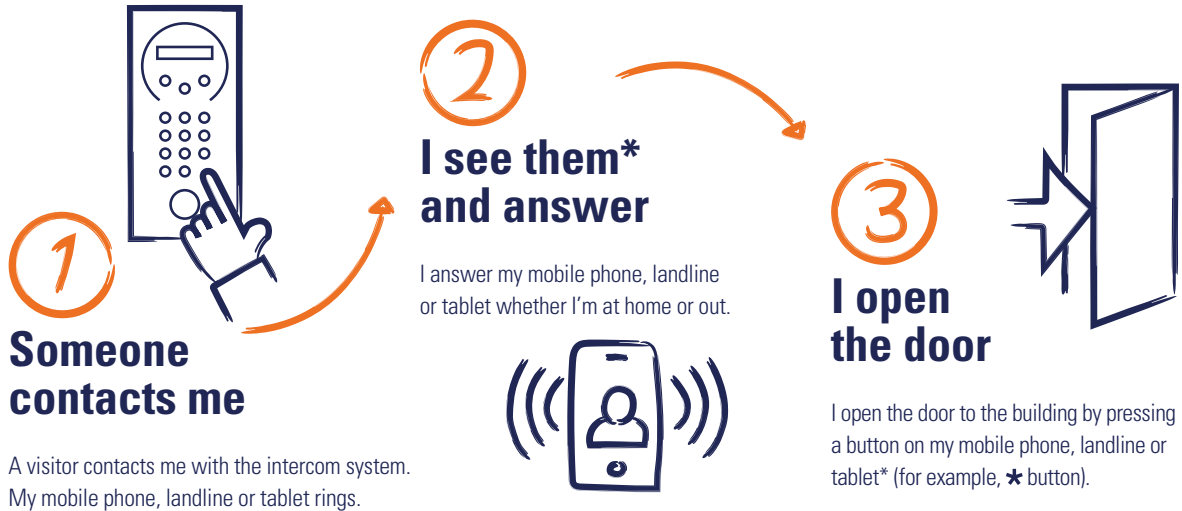 1
Someone
contacts me
A visitor contacts me with the intercom system.
My mobile phone, landline or tablet rings.
2
I see them*
and answer
I answer my mobile phone, landline
or tablet whether I’m at home or out.
3
I open
the door
I open the door to the building by pressing
a button on my mobile phone, landline or
tablet* (for example, * button).